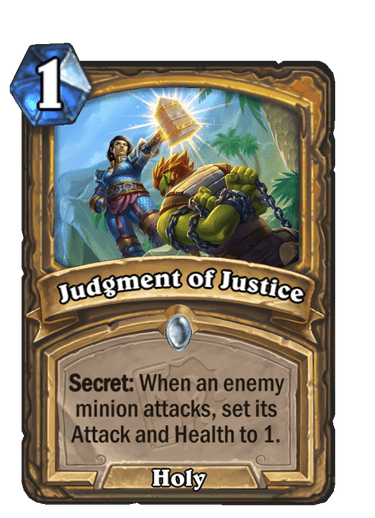 1
Judgment of Justice
Secret: When an enemy
minion attacks, set its
Attack and Health to 1.
Holy